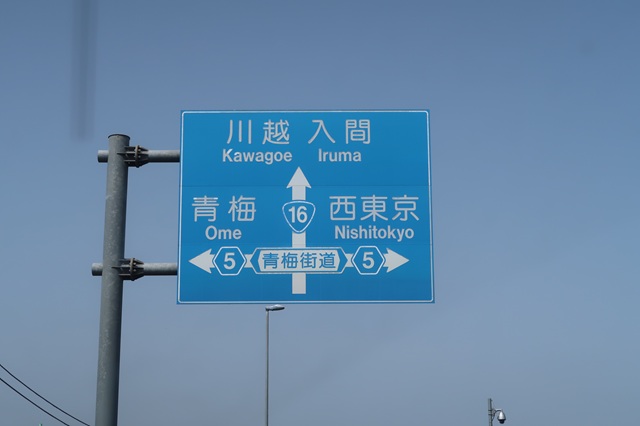 川越 入間
Kawagoe Iruma
青梅 16 西東京
Ome Nishitokyo
5 青梅街道 5